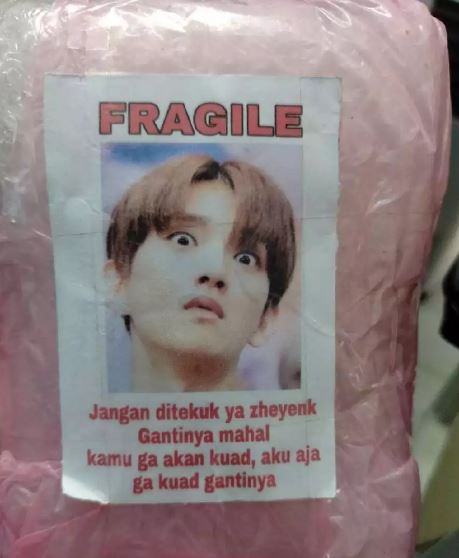 FRAGILE
Jangan ditekuk ya zheyenk
Gantinya mahal
kamu ga akan kuad, aku aja
ga kuad gantinya